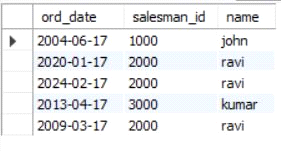 ord_date salesman_id name
2004-06-17 1000 john
2020-01-17 2000 ravi
2024-02-17 2000 ravi
2013-04-17 3000 kumar
2009-03-17 2000 ravi